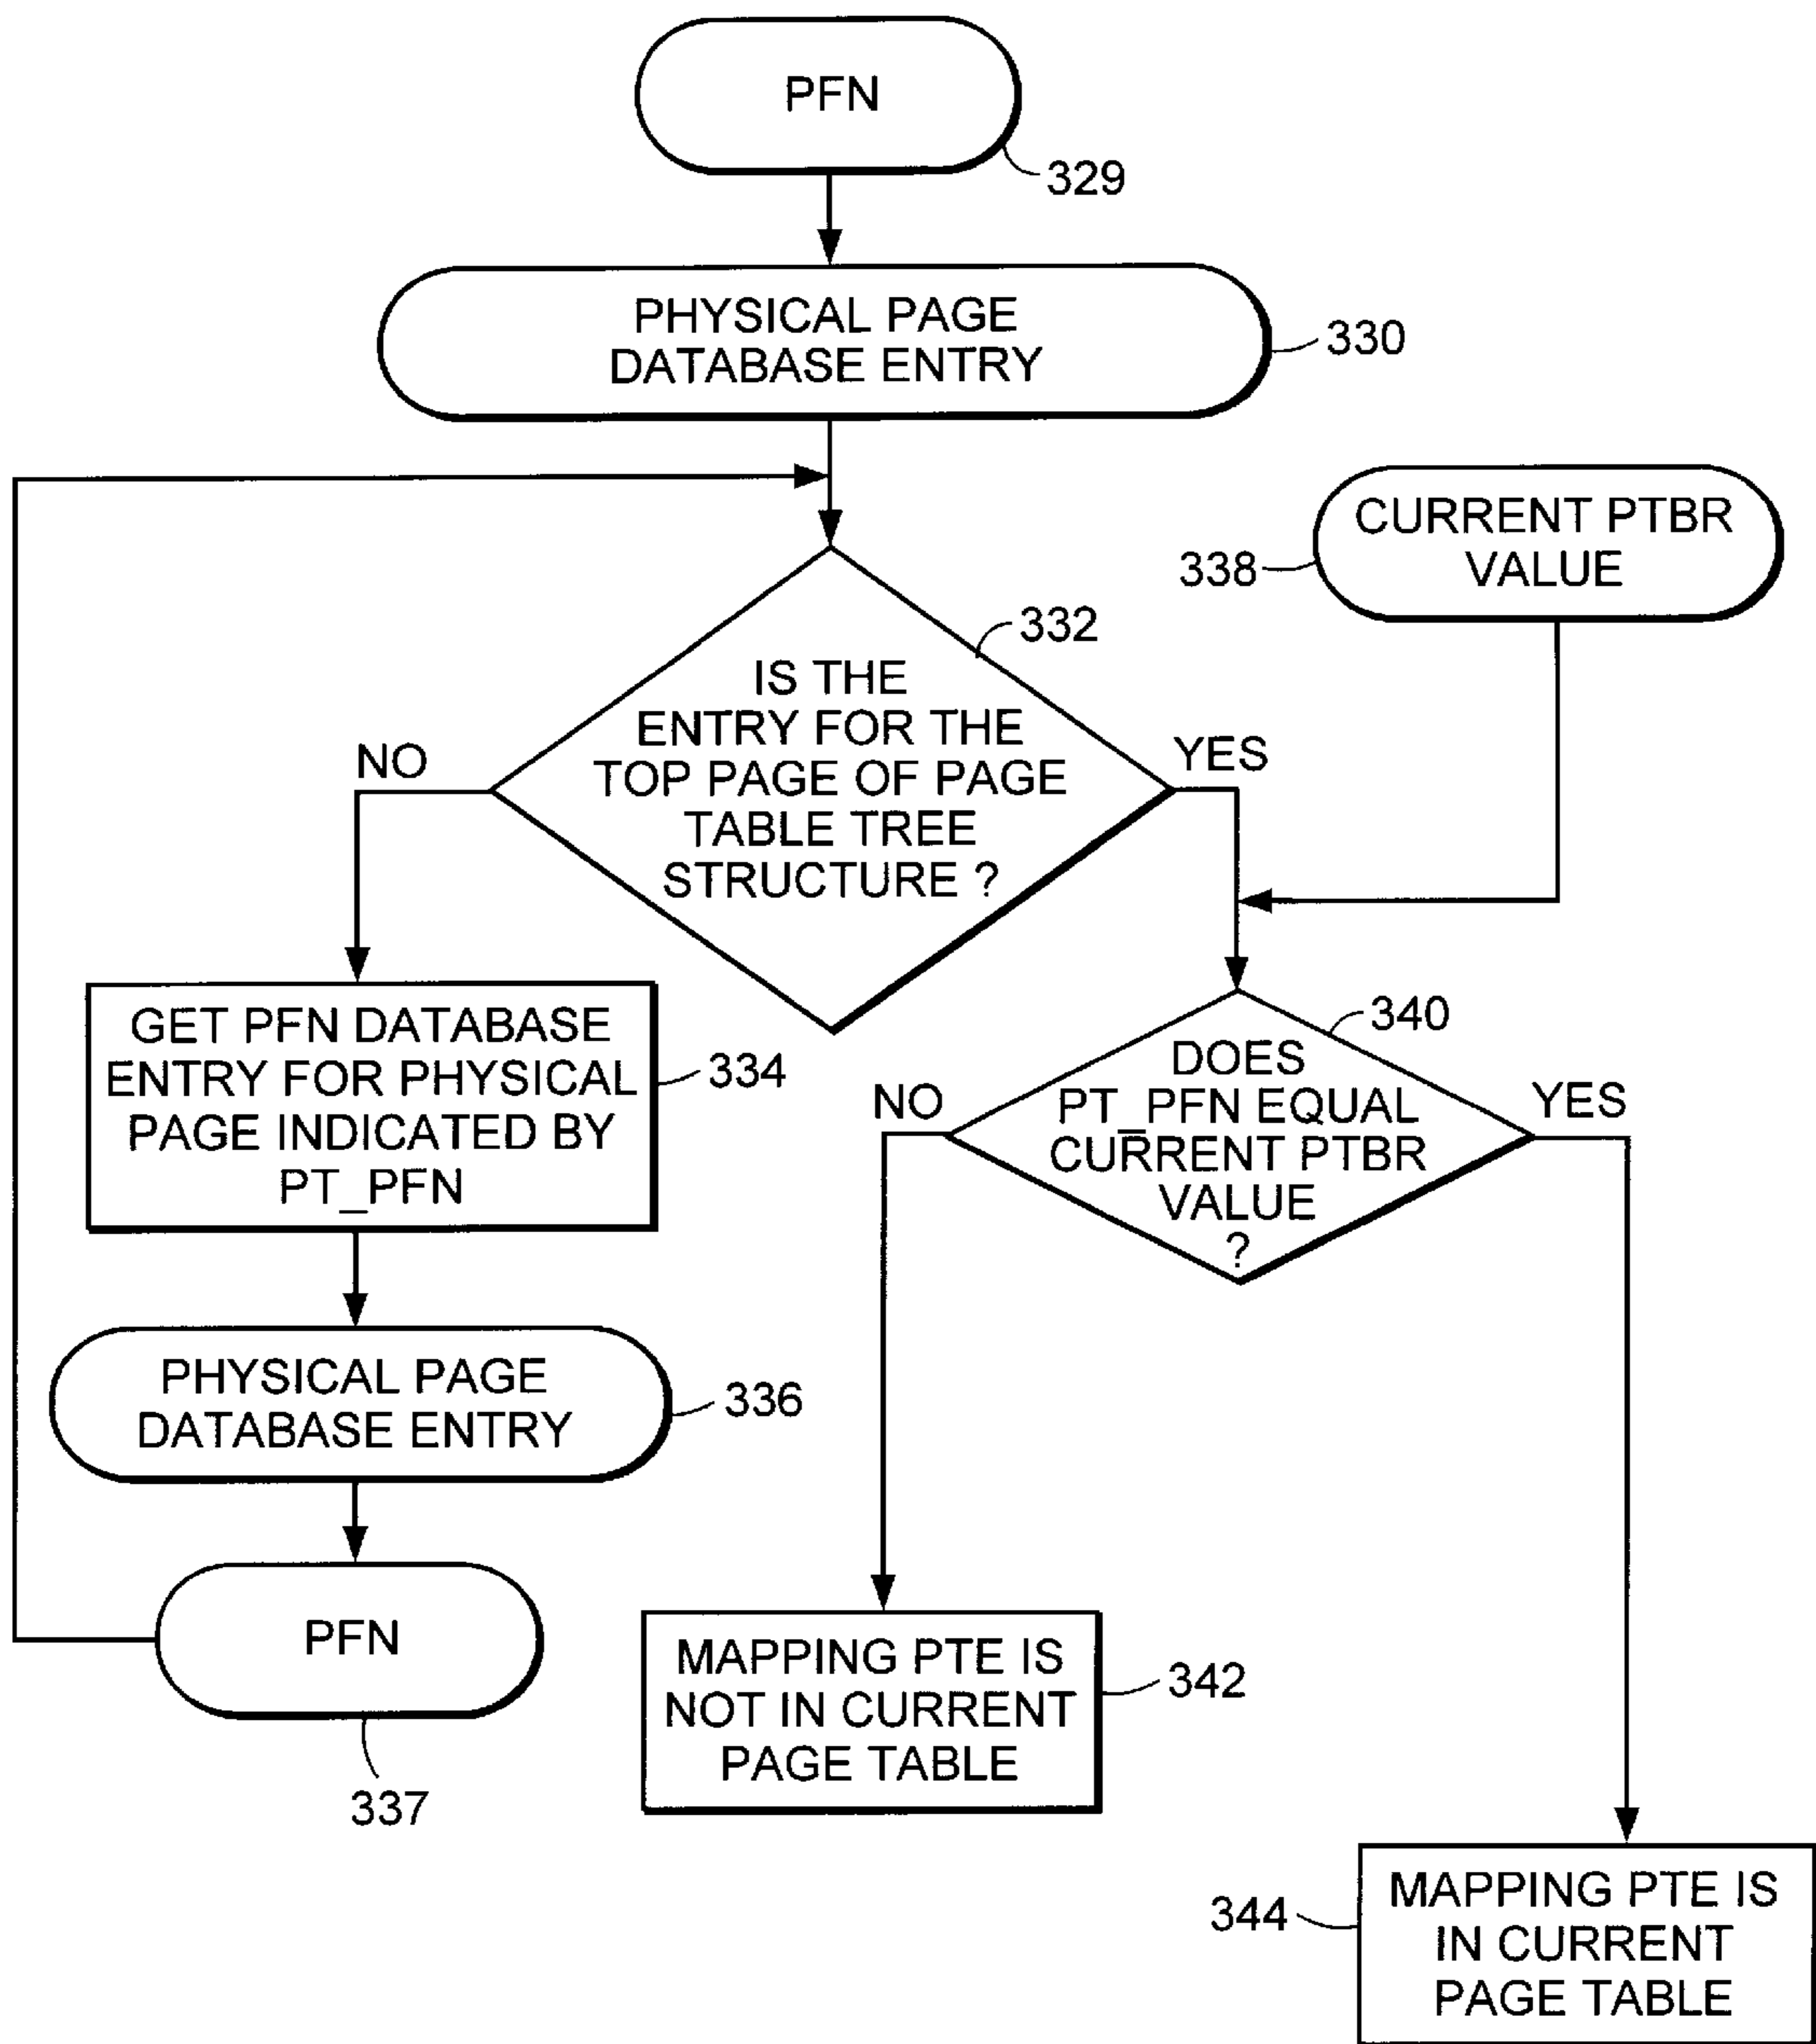 PFN
329
PHYSICAL PAGE
DATABASE ENTRY
330
CURRENT PTBR
VALUE
338
332
IS THE
ENTRY FOR THE
TOP PAGE OF PAGE
TABLE TREE
STRUCTURE ?
NO
YES
GET PFN DATABASE
ENTRY FOR PHYSICAL
PAGE INDICATED BY
PT_PFN
334
340
DOES
PT_PFN EQUAL
CURRENT PTBR
VALUE
?
NO
YES
PHYSICAL PAGE
DATABASE ENTRY
336
PFN
337
MAPPING PTE IS
NOT IN CURRENT
PAGE TABLE
342
344
MAPPING PTE IS
IN CURRENT
PAGE TABLE